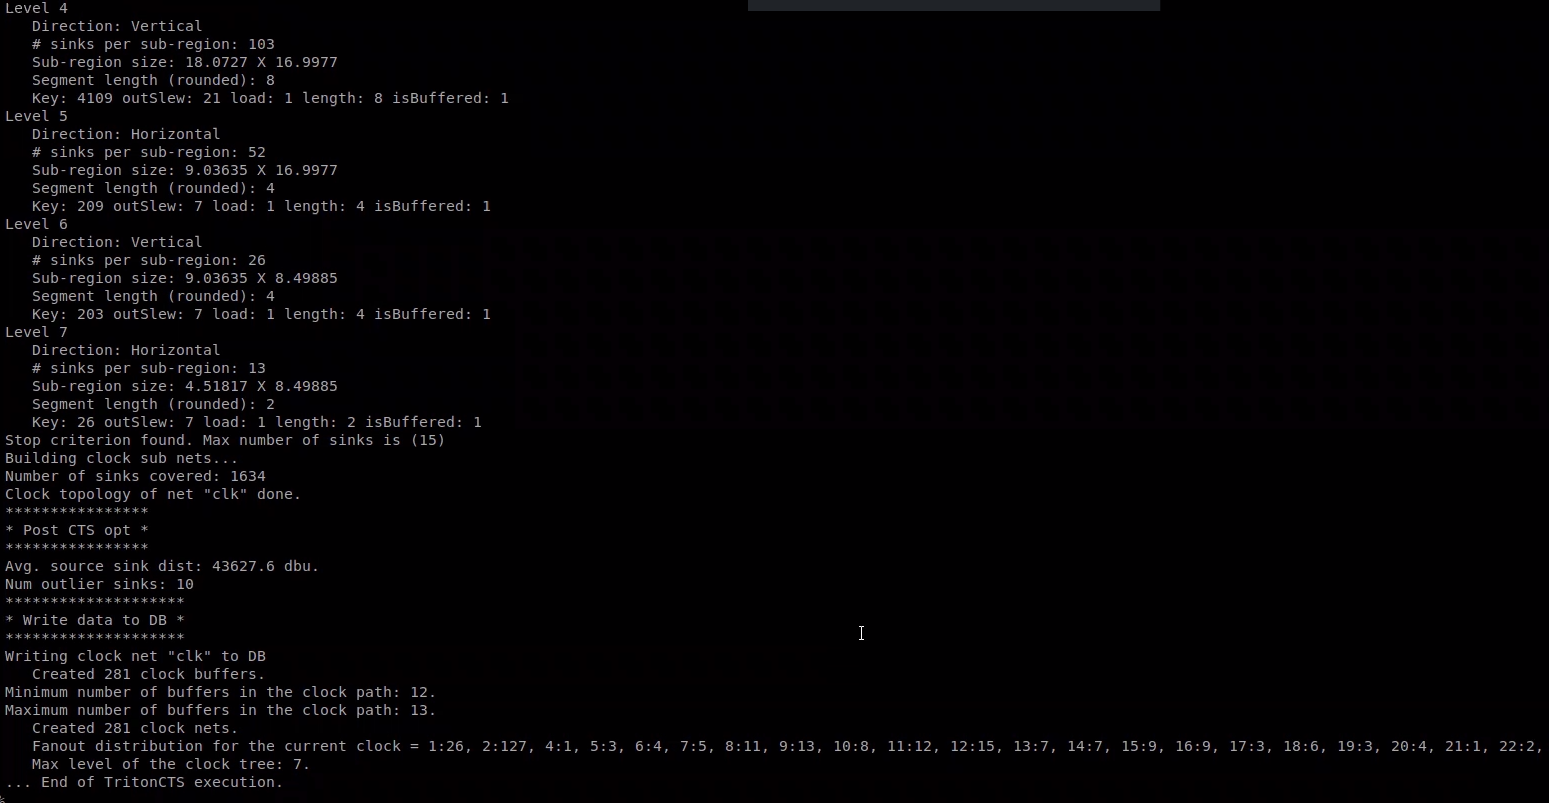 Level 4
   Direction: Vertical
   # sinks per sub-region: 103
   Sub-region size: 18.0727 X 16.9977
   Segment length (rounded): 8
   Key: 4109 outSlew: 21 load: 1 length: 8 isBuffered: 1
Level 5
   Direction: Horizontal
   # sinks per sub-region: 52
   Sub-region size: 9.03635 X 16.9977
   Segment length (rounded): 4
   Key: 209 outSlew: 7 load: 1 length: 4 isBuffered: 1
Level 6
   Direction: Vertical
   # sinks per sub-region: 26
   Sub-region size: 9.03635 X 8.49885
   Segment length (rounded): 4
   Key: 203 outSlew: 7 load: 1 length: 4 isBuffered: 1
Level 7
   Direction: Horizontal
   # sinks per sub-region: 13
   Sub-region size: 4.51817 X 8.49885
   Segment length (rounded): 2
   Key: 26 outSlew: 7 load: 1 length: 2 isBuffered: 1
Stop criterion found. Max number of sinks is (15)
Building clock sub nets...
Number of sinks covered: 1634
Clock topology of net "clk" done.
****************
* Post CTS opt *
****************
Avg. source sink dist: 43627.6 dbu.
Num outlier sinks: 10
********************
* Write data to DB *
********************
Writing clock net "clk" to DB
   Created 281 clock buffers.
Minimum number of buffers in the clock path: 12.
Maximum number of buffers in the clock path: 13.
   Created 281 clock nets.
   Fanout distribution for the current clock = 1:26, 2:127, 4:1, 5:3, 6:4, 7:5, 8:11, 9:13, 10:8, 11:12, 12:15, 13:7, 14:7, 15:9, 16:9, 17:3, 18:6, 19:3, 20:4, 21:1, 22:2,
   Max level of the clock tree: 7.
... End of TritonCTS execution.